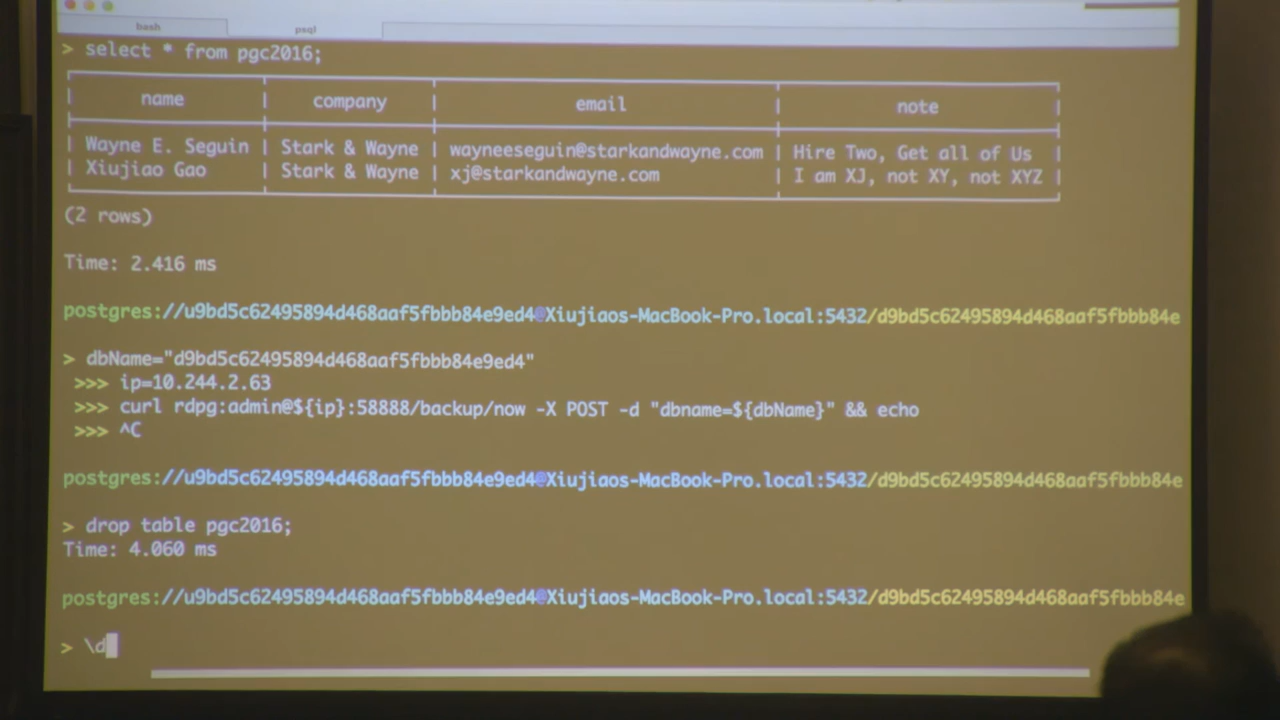 bash psql
> select * from pgc2016;
name | company | email | note
| Wayne E. Seguin | Stark & Wayne | wayneeseguin@starkandwayne.com | Hire Two, Get all of Us |
| Xiujiao Gao | Stark & Wayne | xj@starkandwayne.com | I am XJ, not XY, not XYZ |
(2 rows)
Time: 2.416 ms
postgres://u9bd5c62495894d468aaf5fbbb84e9ed4@Xiujiaos-MacBook-Pro.local:5432/d9bd5c62495894d468aaf5fbbb84e
> dbName="d9bd5c62495894d468aaf5fbbb84e9ed4"
>>> ip=10.244.2.63
>>> curl rdpg:admin@${ip}:58888/backup/now -X POST -d "dbname=${dbName}" && echo
>>> ^C
postgres://u9bd5c62495894d468aaf5fbbb84e9ed4@Xiujiaos-MacBook-Pro.local:5432/d9bd5c62495894d468aaf5fbbb84e
> drop table pgc2016;
Time: 4.060 ms
postgres://u9bd5c62495894d468aaf5fbbb84e9ed4@Xiujiaos-MacBook-Pro.local:5432/d9bd5c62495894d468aaf5fbbb84e
> \d